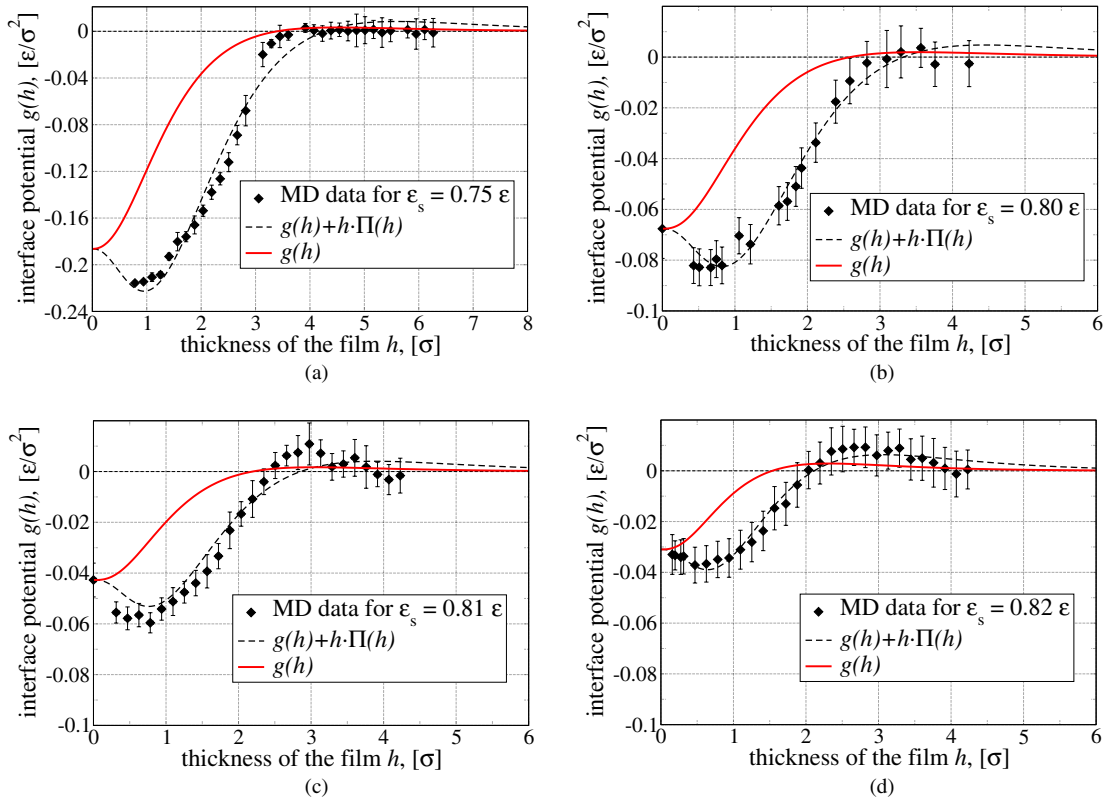 interface potential g(h), [ε/σ²]
0
-0.04
-0.08
-0.12
-0.16
-0.2
-0.24
MD data for εₛ = 0.75 ε
g(h)+h·Π(h)
g(h)
0 1 2 3 4 5 6 7 8
thickness of the film h, [σ]
(a)
interface potential g(h), [ε/σ²]
0
-0.02
-0.04
-0.06
-0.08
-0.1
MD data for εₛ = 0.80 ε
g(h)+h·Π(h)
g(h)
0 1 2 3 4 5 6
thickness of the film h, [σ]
(b)
interface potential g(h), [ε/σ²]
0
-0.02
-0.04
-0.06
-0.08
-0.1
MD data for εₛ = 0.81 ε
g(h)+h·Π(h)
g(h)
0 1 2 3 4 5 6
thickness of the film h, [σ]
(c)
interface potential g(h), [ε/σ²]
0
-0.02
-0.04
-0.06
-0.08
-0.1
MD data for εₛ = 0.82 ε
g(h)+h·Π(h)
g(h)
0 1 2 3 4 5 6
thickness of the film h, [σ]
(d)